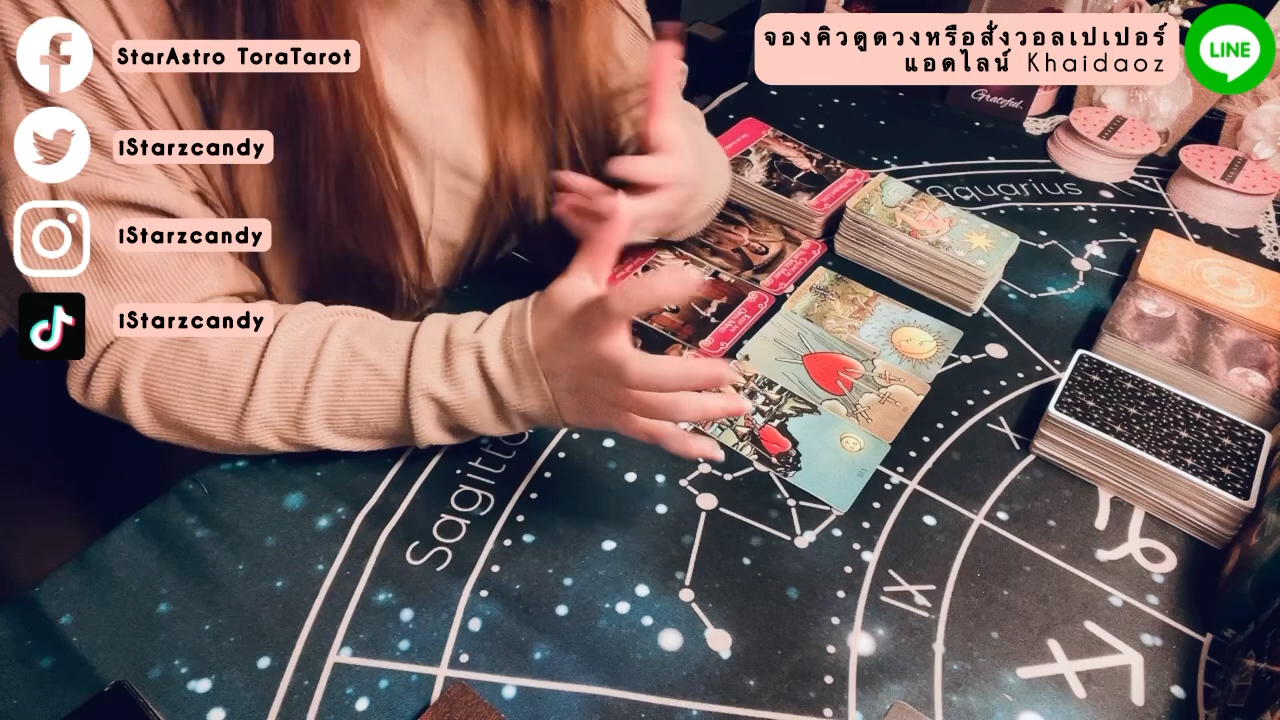 StarAstro ToraTarot
iStarzcandy
iStarzcandy
iStarzcandy
จองคิวดูดวงหรือสั่งวอลเปเปอร์
แอดไลน์ Khaidaoz
LINE
Grateful.
Aquarius
Sagitta
X
IX